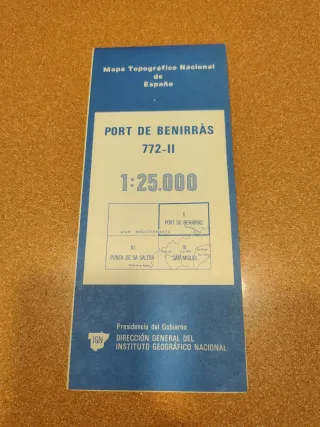 Mapa Topográfico Nacional
de
España
PORT DE BENIRRÀS
772-II
1:25.000
II
PORT DE BENIRRÀS
MAR MEDITERRANEO
III
PUNTA DE SA GALERA
IV
SAN MIGUEL
Presidencia del Gobierno
IGN
DIRECCIÓN GENERAL DEL
INSTITUTO GEOGRÁFICO NACIONAL